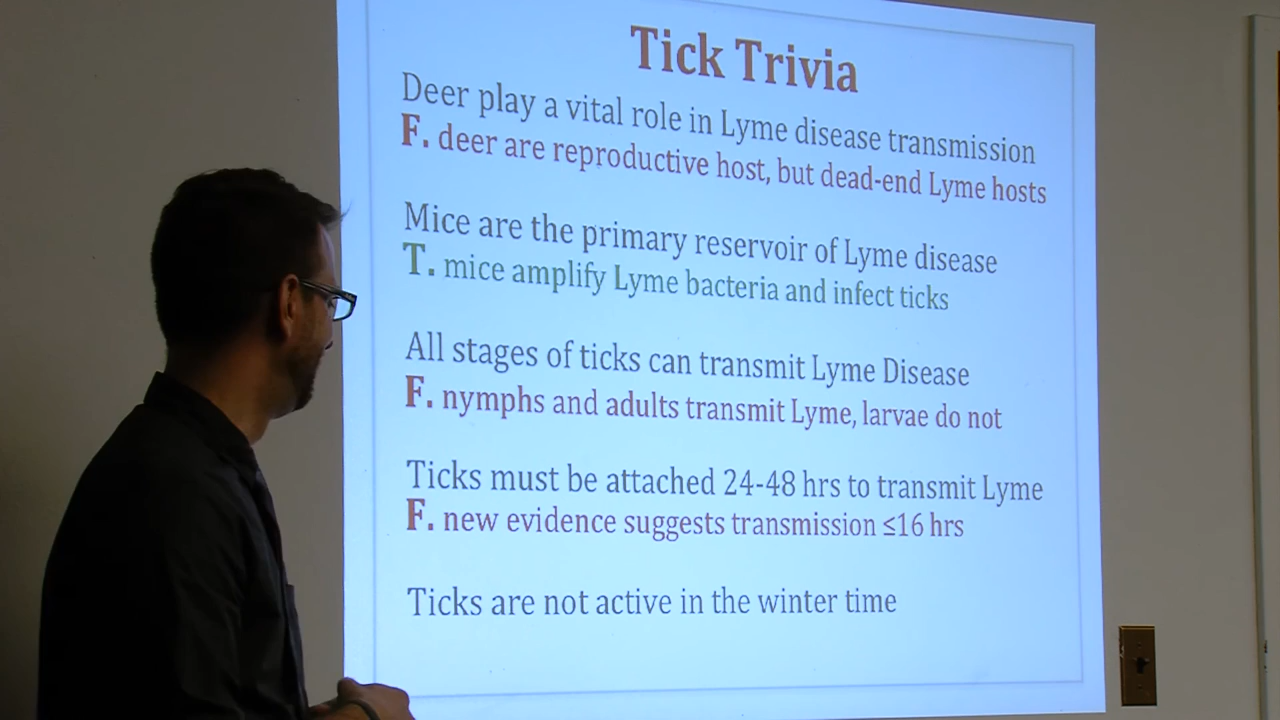 Tick Trivia
Deer play a vital role in Lyme disease transmission
F. deer are reproductive host, but dead-end Lyme hosts
Mice are the primary reservoir of Lyme disease
T. mice amplify Lyme bacteria and infect ticks
All stages of ticks can transmit Lyme Disease
F. nymphs and adults transmit Lyme, larvae do not
Ticks must be attached 24-48 hrs to transmit Lyme
F. new evidence suggests transmission ≤16 hrs
Ticks are not active in the winter time